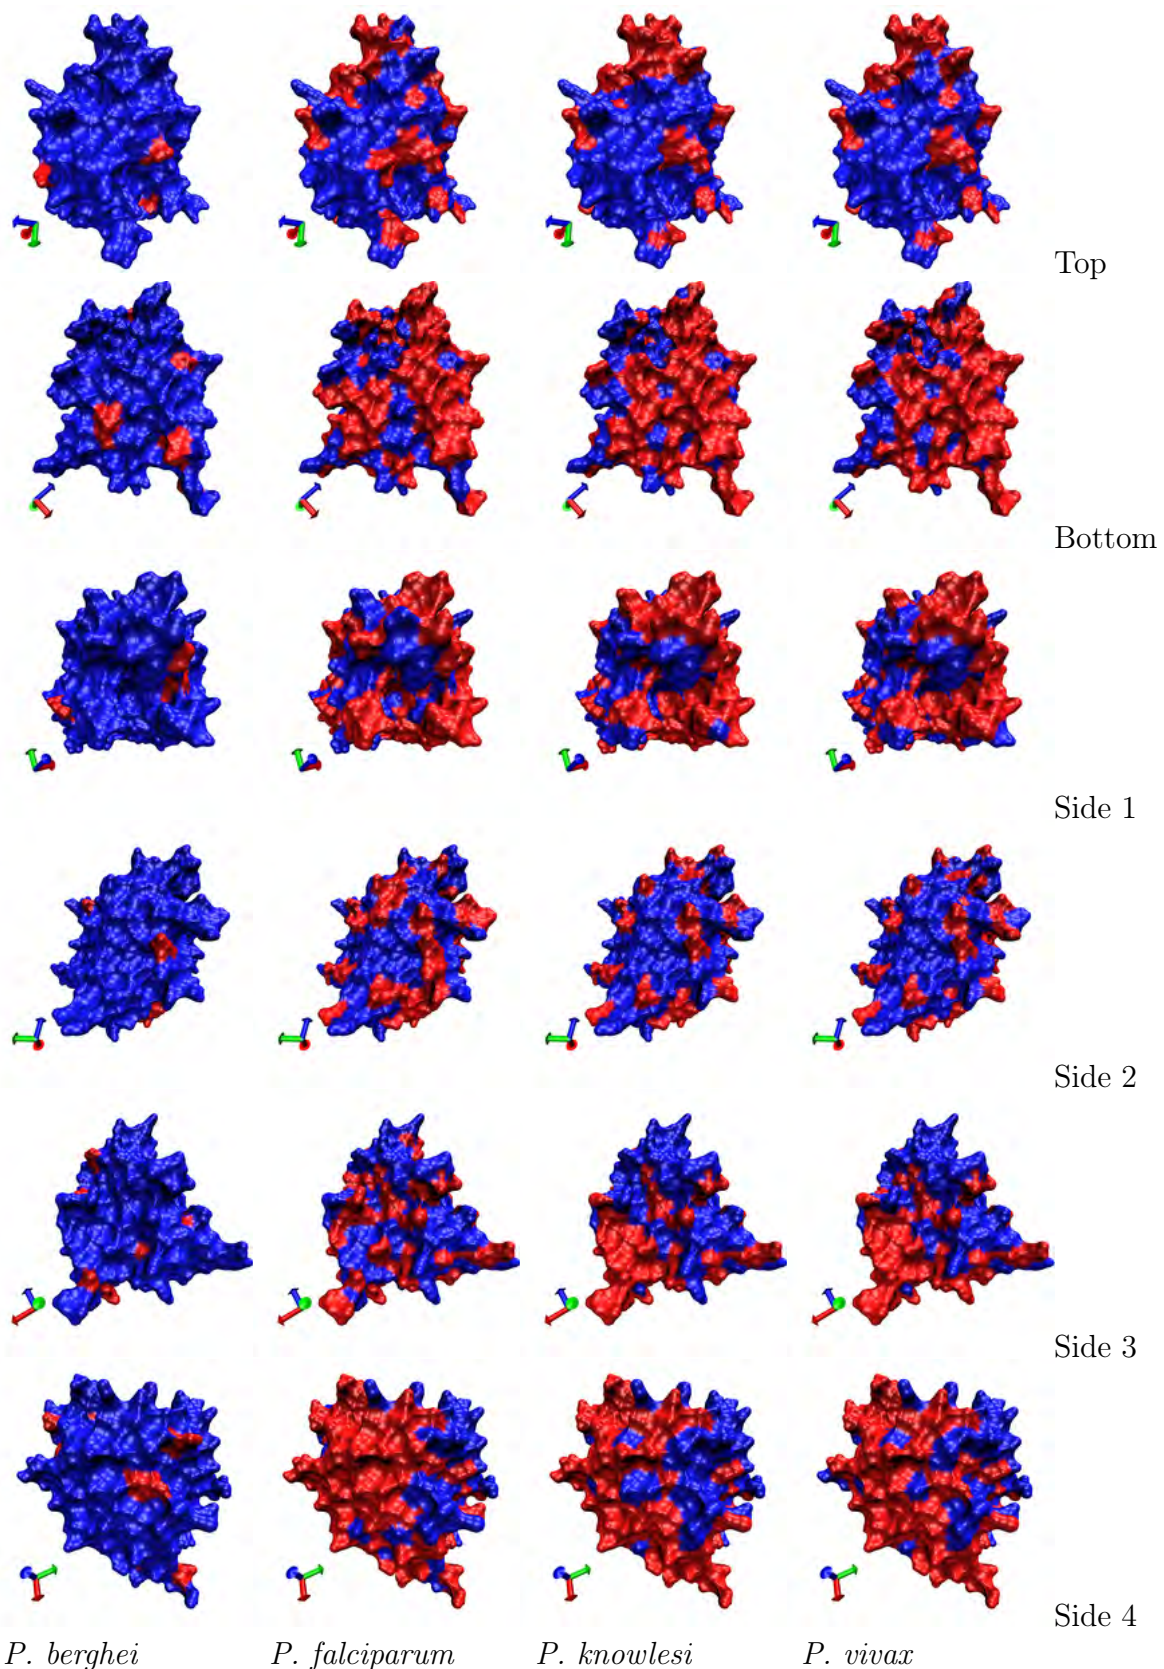 Top
Bottom
Side 1
Side 2
Side 3
Side 4
P. berghei P. falciparum P. knowlesi P. vivax